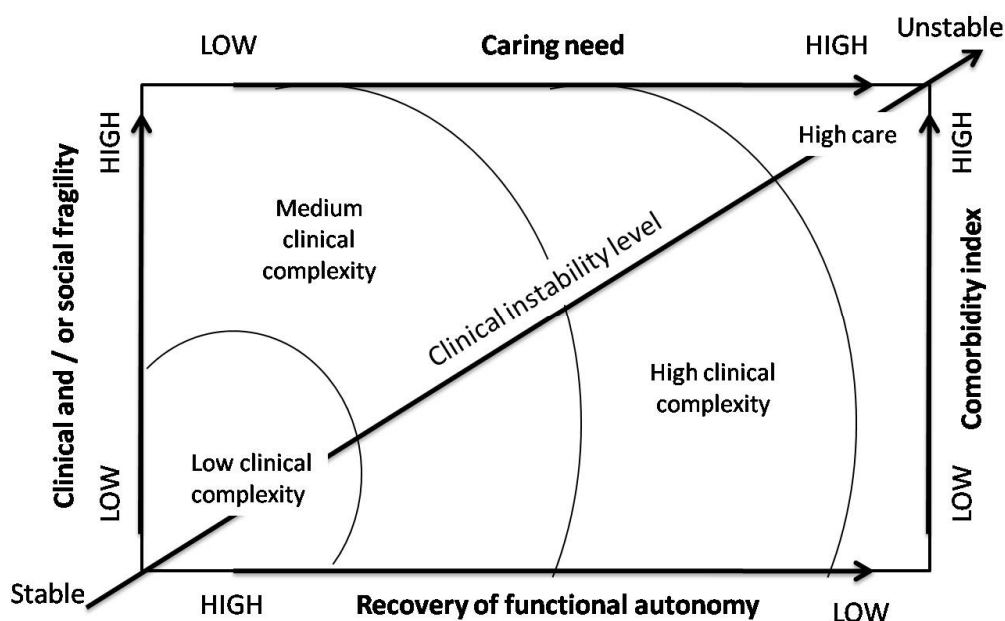 Unstable
LOW Caring need HIGH
HIGH
Clinical and / or social fragility
LOW
High care
Medium
clinical
complexity
Clinical instability level
High clinical
complexity
Low clinical
complexity
HIGH
Comorbidity index
LOW
Stable
HIGH Recovery of functional autonomy LOW